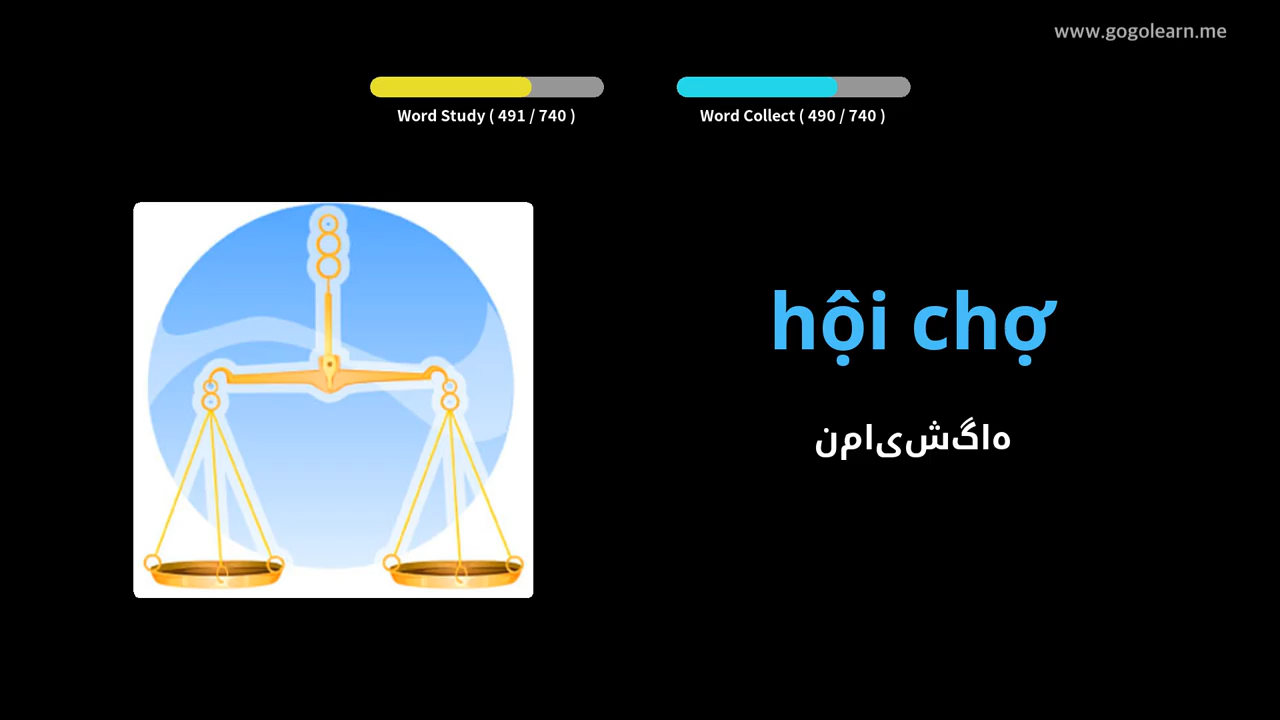 www.gogolearn.me
Word Study ( 491 / 740 )
Word Collect ( 490 / 740 )
hội chợ
نمایشگاه